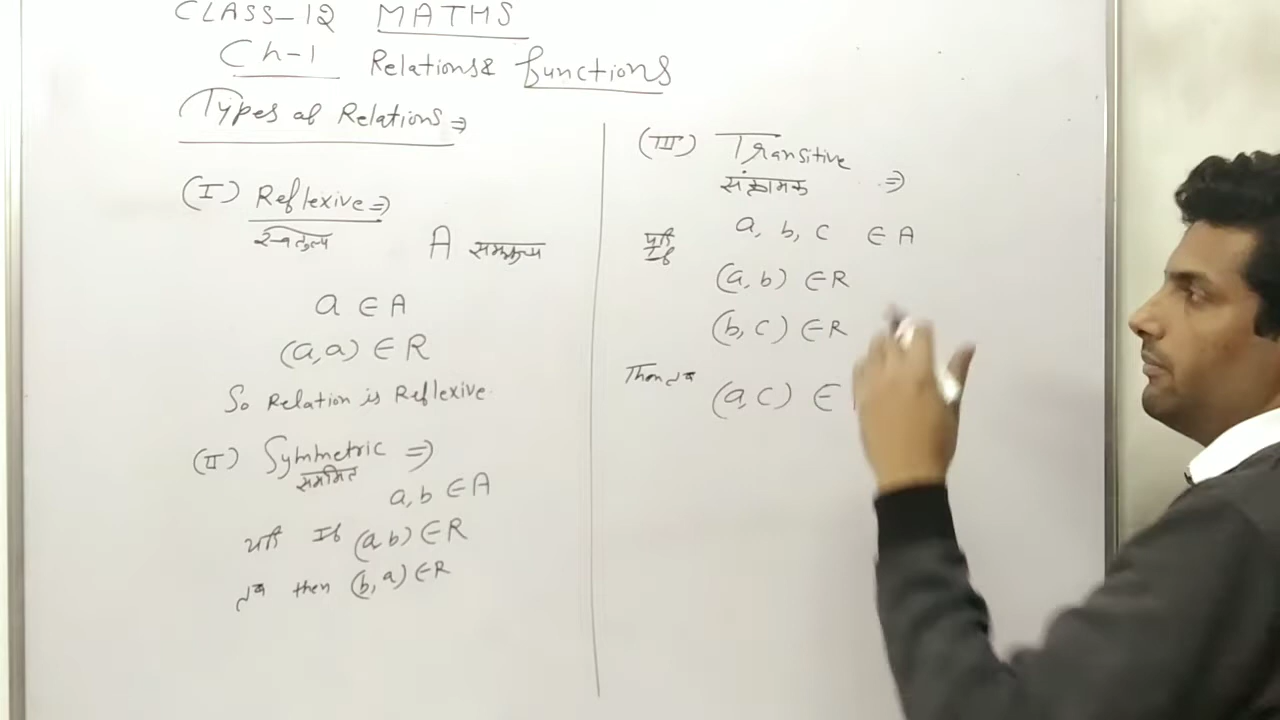 CLASS-12 MATHS
Ch-1 Relations & functions
Types of Relations ⇒
(I) Reflexive ⇒
स्वतुल्य
A समुच्चय
a ∈ A
(a,a) ∈ R
So Relation is Reflexive.
(II) Symmetric ⇒
सममित
a, b ∈ A
यदि If (a,b) ∈ R
तब then (b,a) ∈ R
(III) Transitive
संक्रामक ⇒
यदि a, b, c ∈ A
If
(a, b) ∈ R
(b, c) ∈ R
Then तब (a, c) ∈